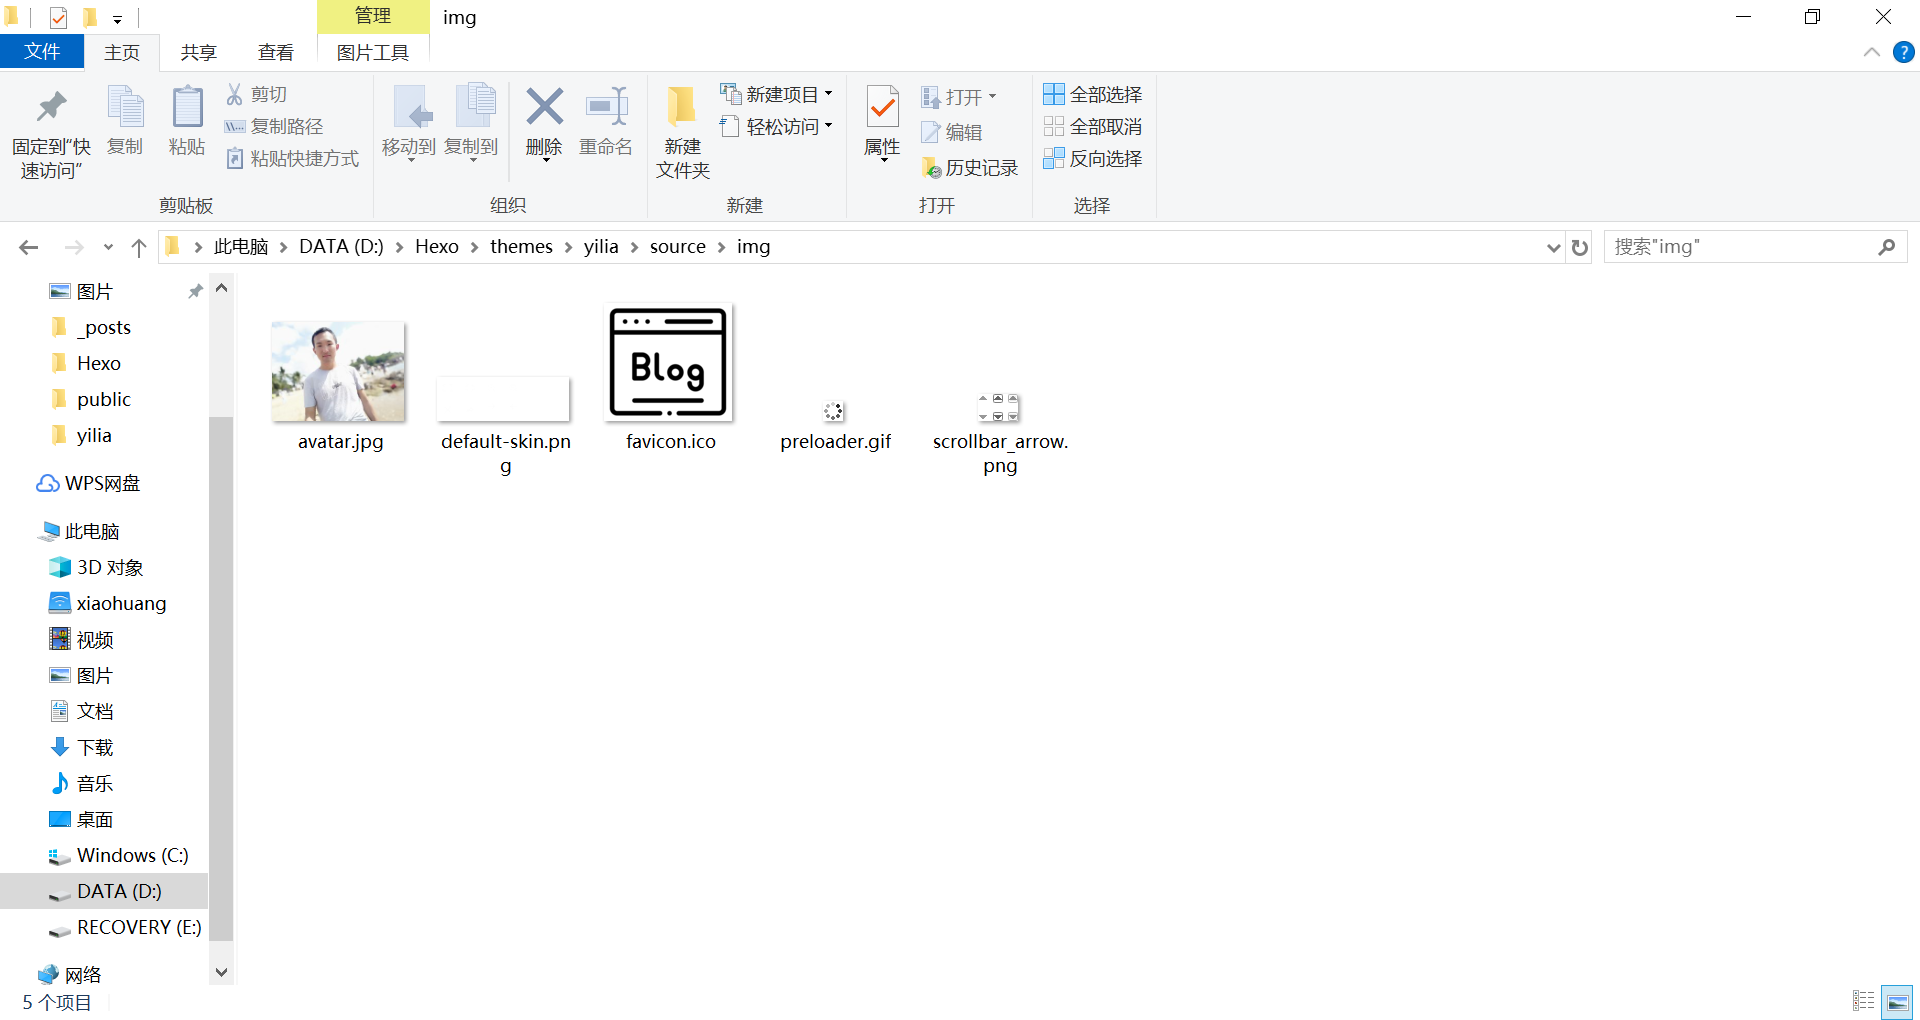 管理
img
文件
主页
共享
查看
图片工具
固定到"快
速访问"
复制
粘贴
剪切
复制路径
粘贴快捷方式
剪贴板
移动到
复制到
删除
重命名
组织
新建
文件夹
新建项目
轻松访问
新建
属性
打开
编辑
历史记录
打开
全部选择
全部取消
反向选择
选择
此电脑
DATA (D:)
Hexo
themes
yilia
source
img
搜索"img"
图片
_posts
Hexo
public
yilia
WPS网盘
此电脑
3D 对象
xiaohuang
视频
图片
文档
下载
音乐
桌面
Windows (C:)
DATA (D:)
RECOVERY (E:)
网络
Blog
avatar.jpg
default-skin.pn
g
favicon.ico
preloader.gif
scrollbar_arrow.
png
5 个项目